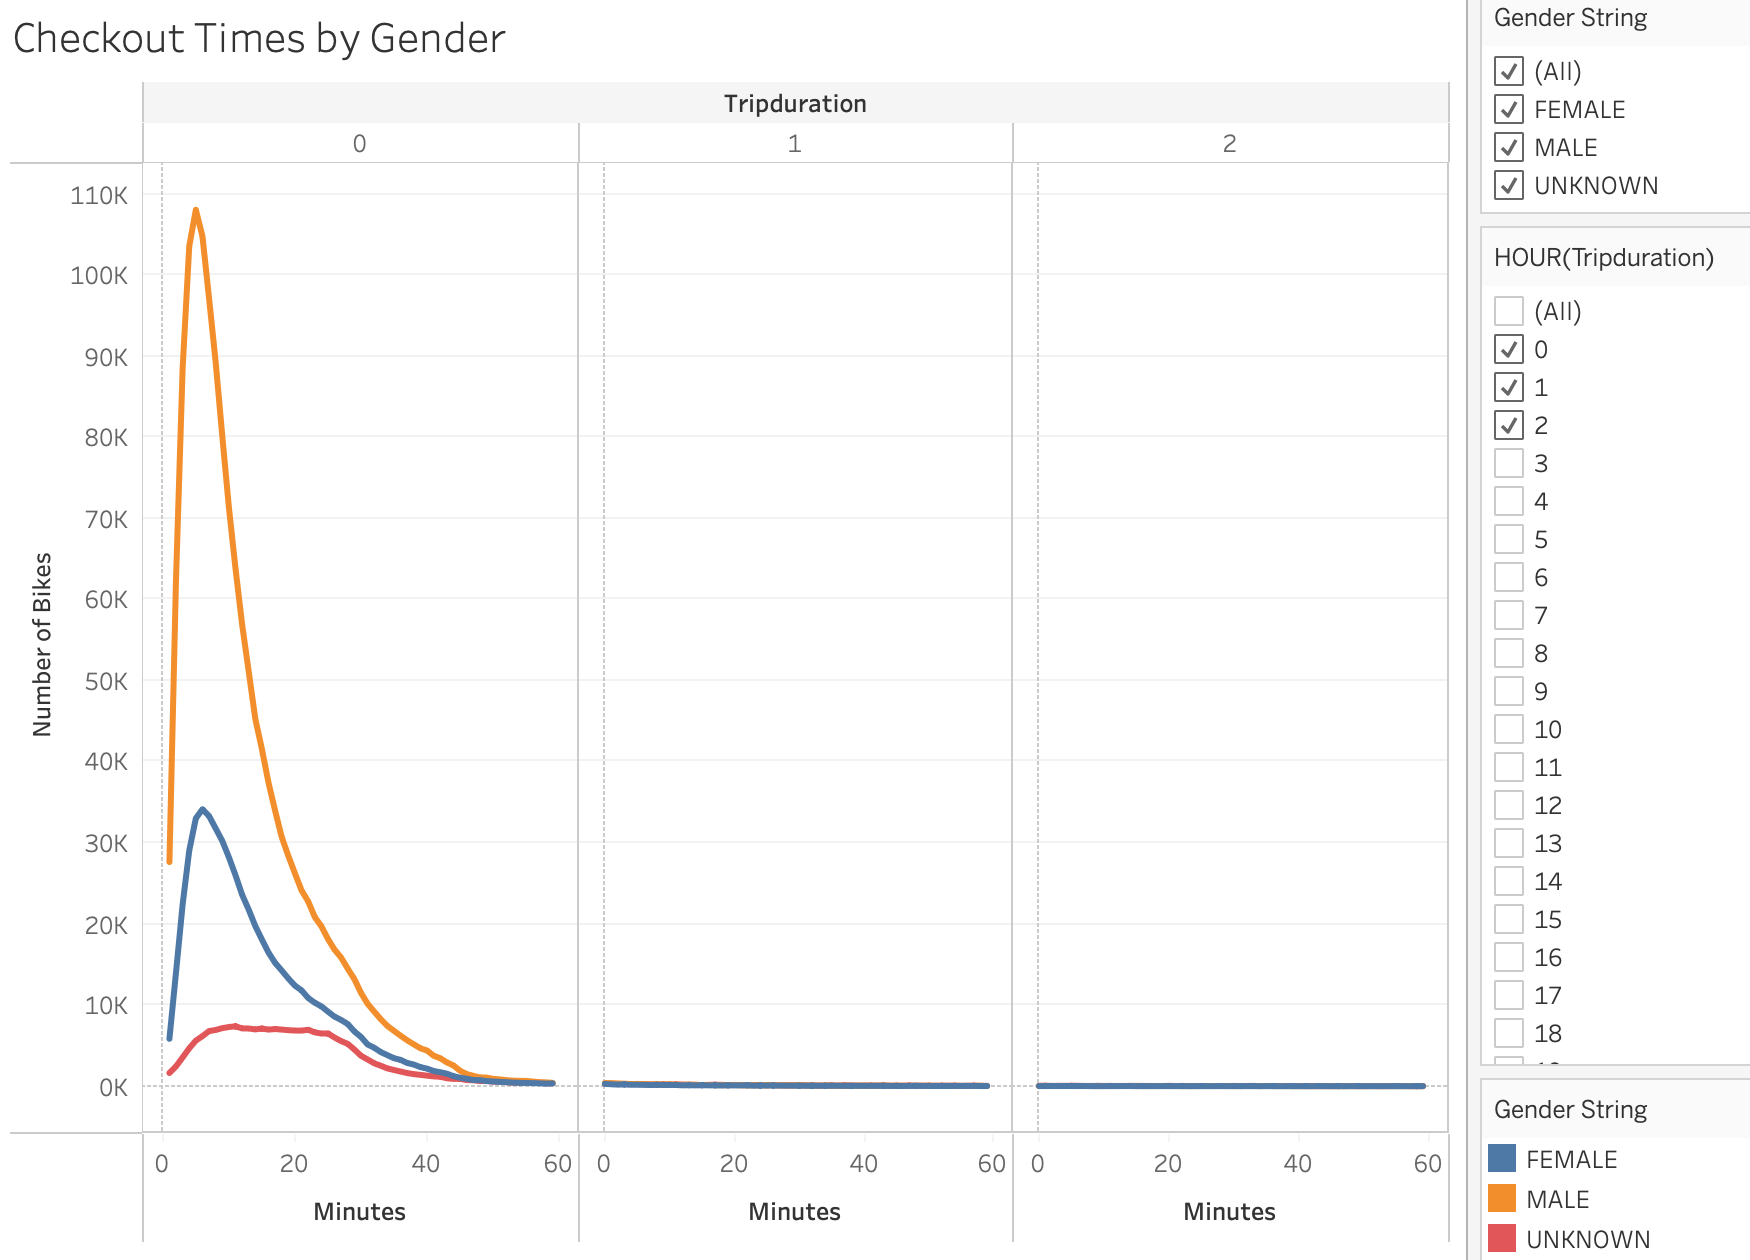 Checkout Times by Gender
Tripduration
0 1 2
110K
100K
90K
80K
70K
60K
50K
40K
30K
20K
10K
0K
Number of Bikes
0 20 40 60 0 20 40 60 0 20 40 60
Minutes Minutes Minutes
Gender String
(All)
FEMALE
MALE
UNKNOWN
HOUR(Tripduration)
(All)
0
1
2
3
4
5
6
7
8
9
10
11
12
13
14
15
16
17
18
Gender String
FEMALE
MALE
UNKNOWN